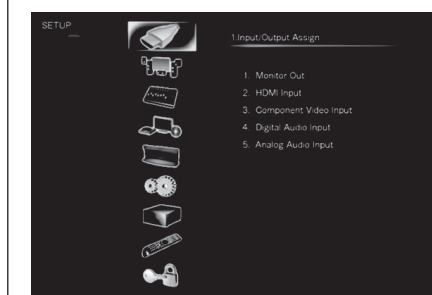 SETUP
1.Input/Output Assign
1. Monitor Out
2. HDMI Input
3. Component Video Input
4. Digital Audio Input
5. Analog Audio Input